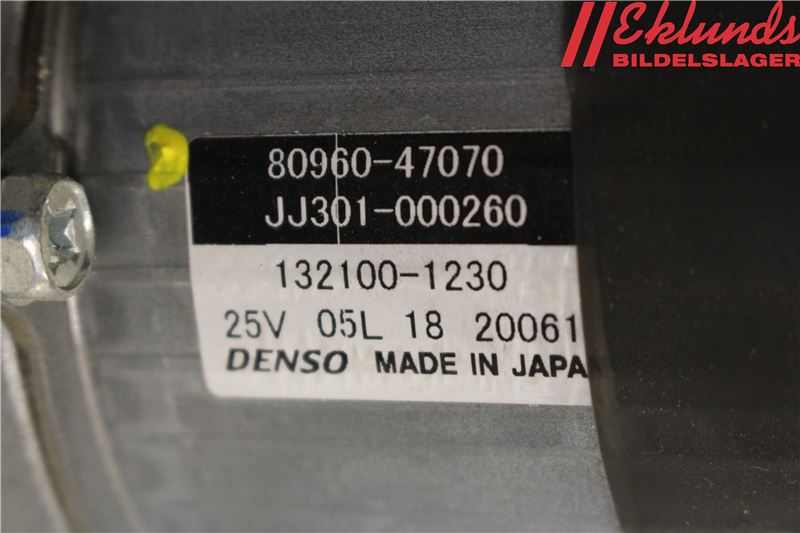 Eklunds
BILDELSLAGER
80960-47070
JJ301-000260
132100-1230
25V 05L 18 20061
DENSO MADE IN JAPAN